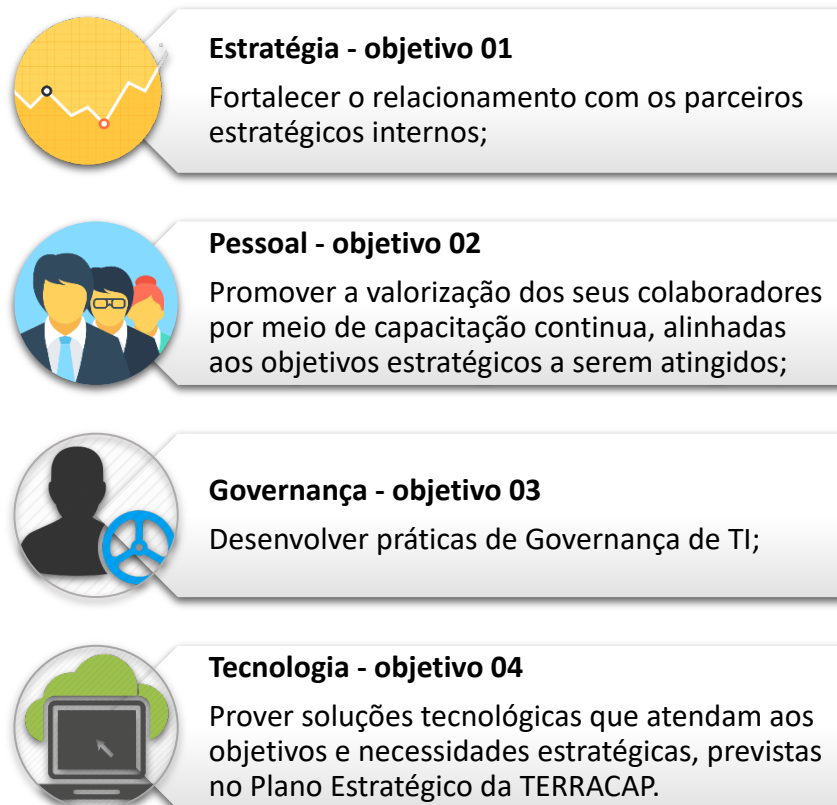 Estratégia - objetivo 01
Fortalecer o relacionamento com os parceiros
estratégicos internos;
Pessoal - objetivo 02
Promover a valorização dos seus colaboradores
por meio de capacitação continua, alinhadas
aos objetivos estratégicos a serem atingidos;
Governança - objetivo 03
Desenvolver práticas de Governança de TI;
Tecnologia - objetivo 04
Prover soluções tecnológicas que atendam aos
objetivos e necessidades estratégicas, previstas
no Plano Estratégico da TERRACAP.